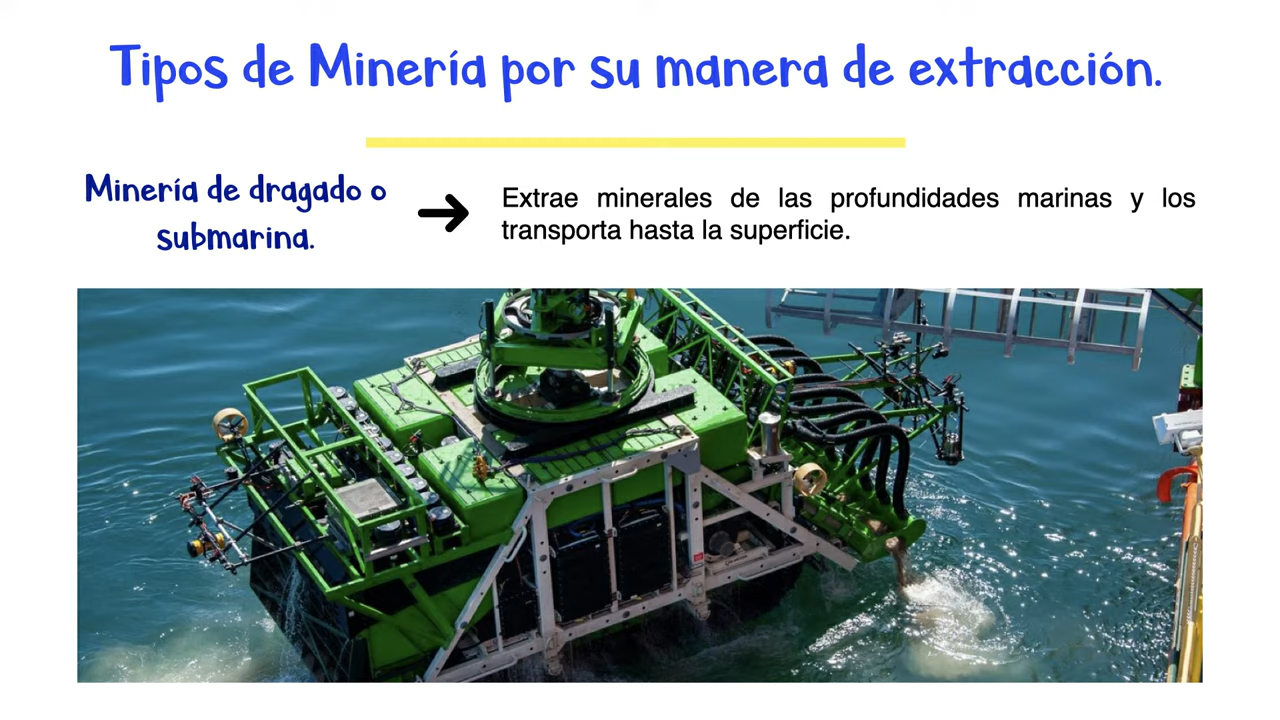 Tipos de Minería por su manera de extracción.
Minería de dragado o
submarina.
Extrae minerales de las profundidades marinas y los
transporta hasta la superficie.